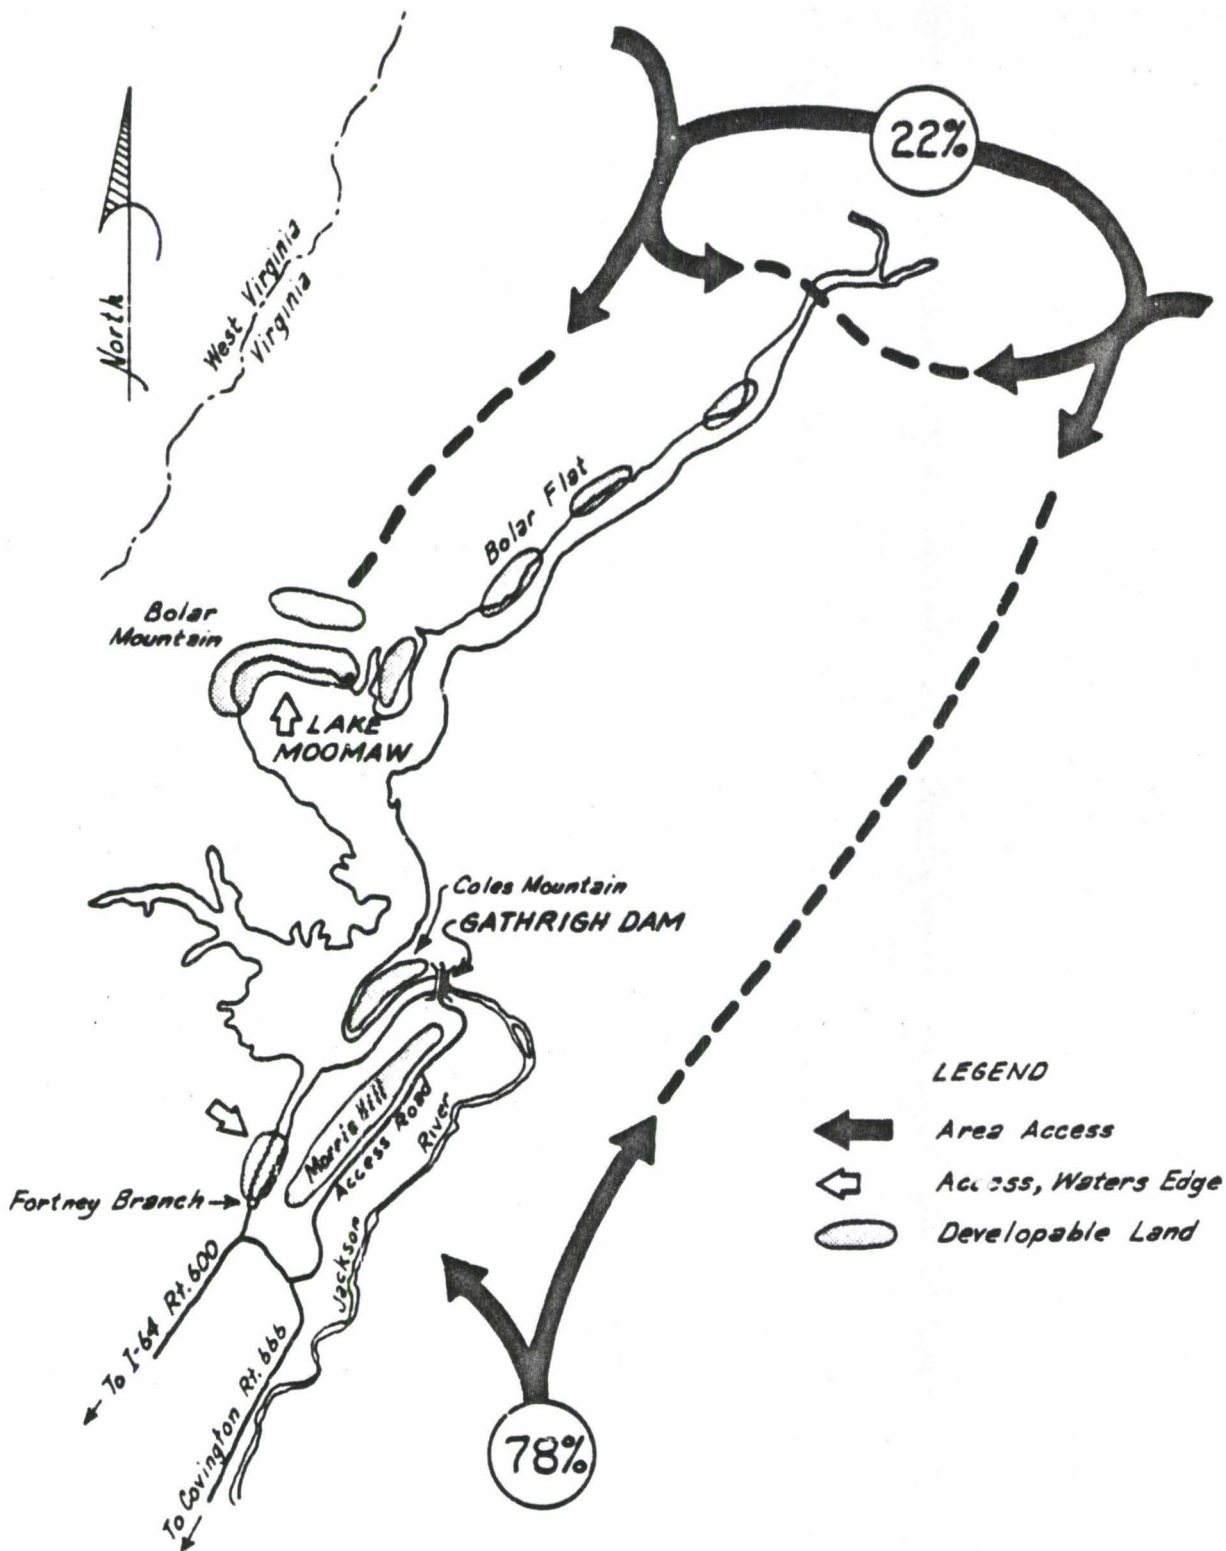 22%
West Virginia
Virginia
North
Bolar Flat
Bolar
Mountain
LAKE
MOOMAW
Coles Mountain
GATHRIGH DAM
Morris Hill
Access Road
River
Jackson
Fortney Branch
To I-64 Rt. 600
To Covington Rt. 666
78%
LEGEND
Area Access
Access, Waters Edge
Developable Land